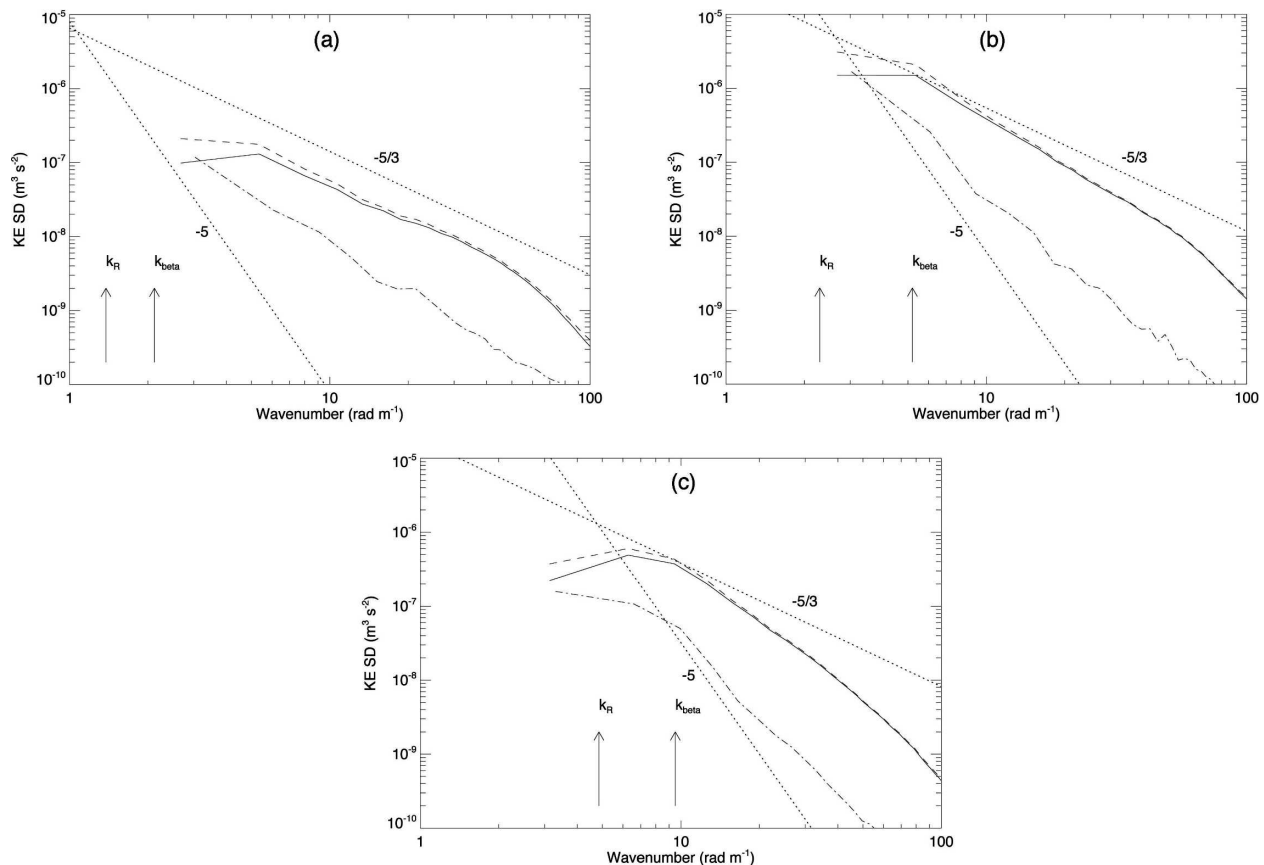 (a)
10^-5
10^-6
10^-7
10^-8
10^-9
10^-10
KE SD (m^3 s^-2)
-5/3
-5
k_R
k_beta
1
10
100
Wavenumber (rad m^-1)
(b)
10^-5
10^-6
10^-7
10^-8
10^-9
10^-10
KE SD (m^3 s^-2)
-5/3
-5
k_R
k_beta
1
10
100
Wavenumber (rad m^-1)
(c)
10^-5
10^-6
10^-7
10^-8
10^-9
10^-10
KE SD (m^3 s^-2)
-5/3
-5
k_R
k_beta
1
10
100
Wavenumber (rad m^-1)